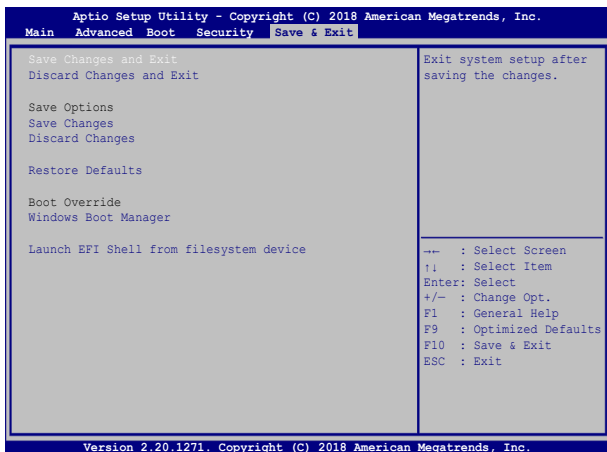 Aptio Setup Utility - Copyright (C) 2018 American Megatrends, Inc.
Main Advanced Boot Security Save & Exit
Save Changes and Exit
Discard Changes and Exit
Save Options
Save Changes
Discard Changes
Restore Defaults
Boot Override
Windows Boot Manager
Launch EFI Shell from filesystem device
Exit system setup after
saving the changes.
→← : Select Screen
↑↓ : Select Item
Enter: Select
+/— : Change Opt.
F1 : General Help
F9 : Optimized Defaults
F10 : Save & Exit
ESC : Exit
Version 2.20.1271. Copyright (C) 2018 American Megatrends, Inc.